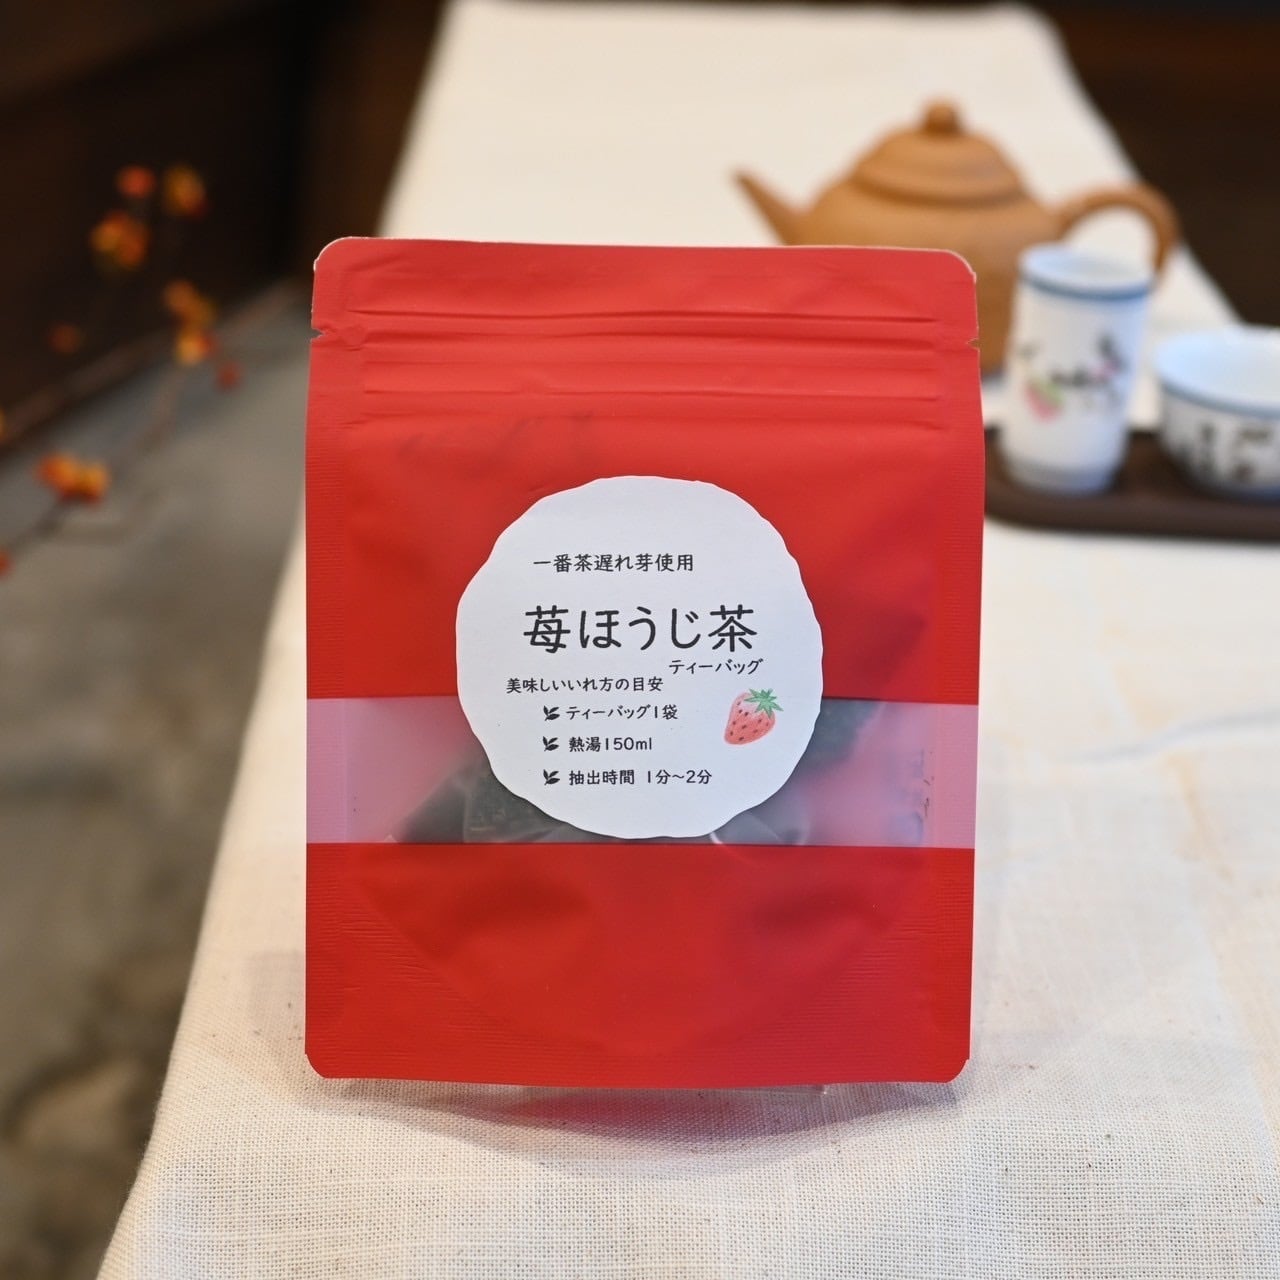 一番茶遅れ芽使用
苺ほうじ茶
ティーバッグ
美味しいいれ方の目安
ティーバッグ1袋
熱湯150ml
抽出時間 1分〜2分